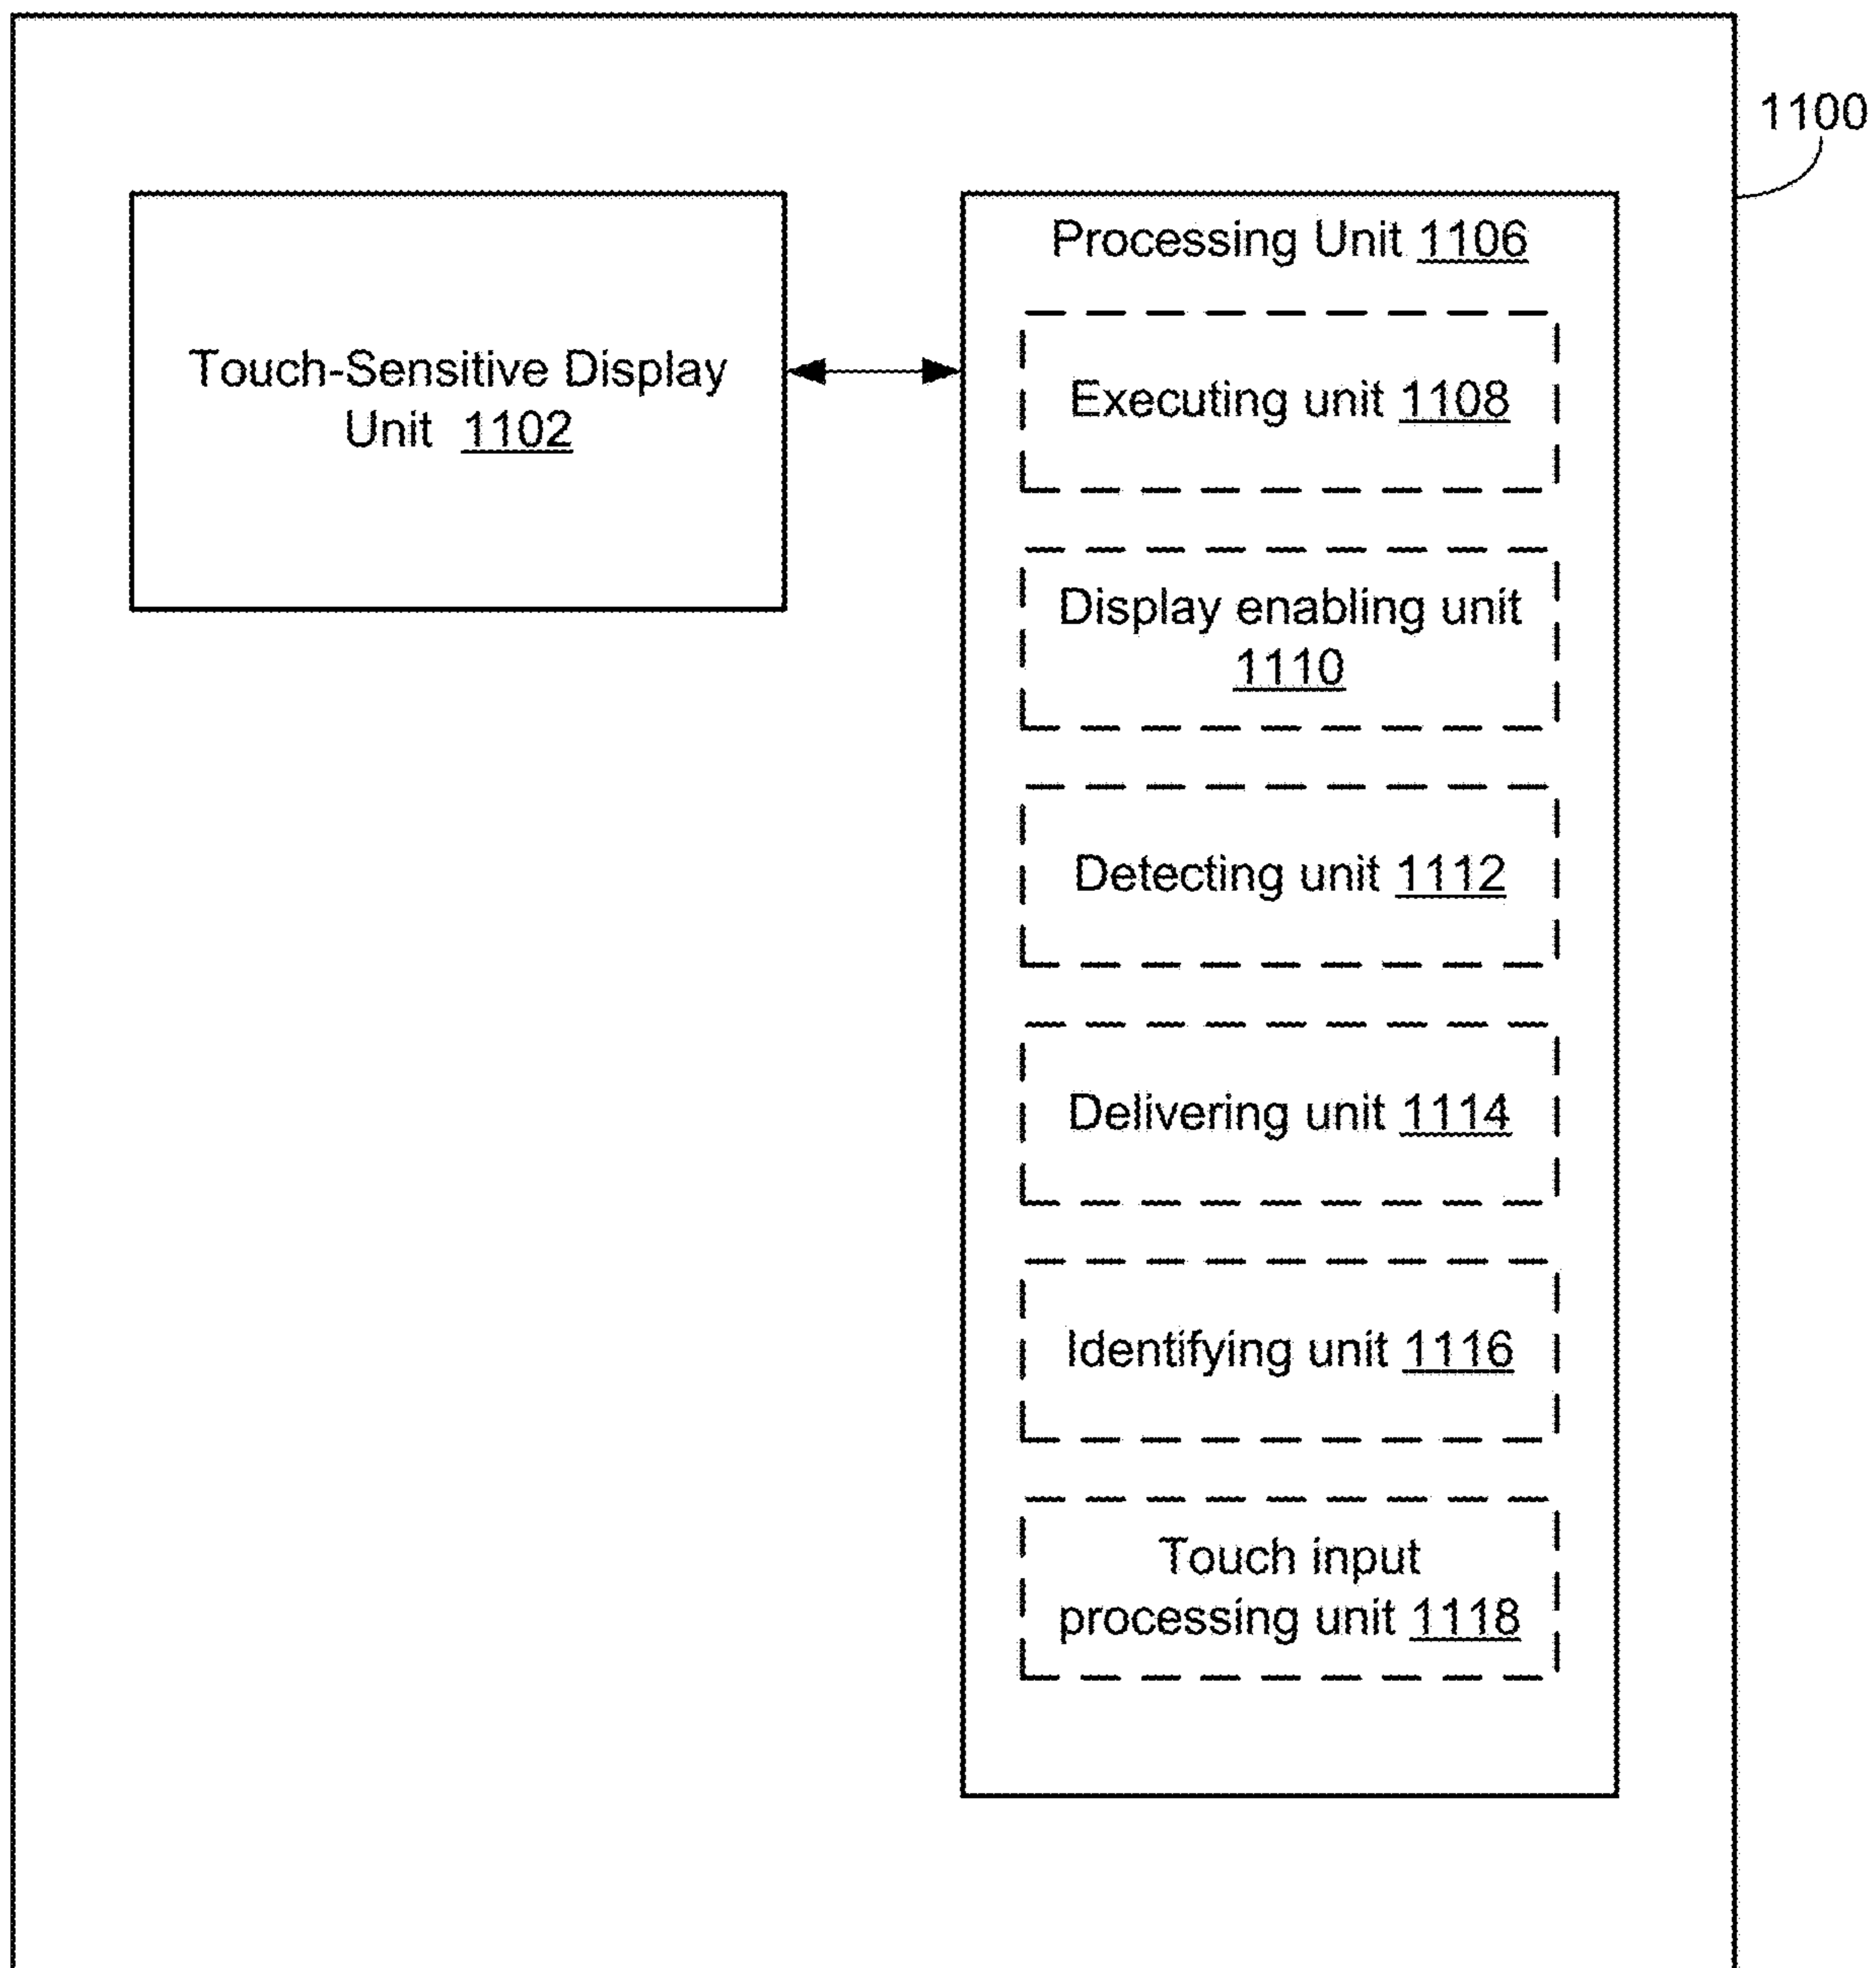 1100
Touch-Sensitive Display
Unit 1102
Processing Unit 1106
Executing unit 1108
Display enabling unit
1110
Detecting unit 1112
Delivering unit 1114
Identifying unit 1116
Touch input
processing unit 1118